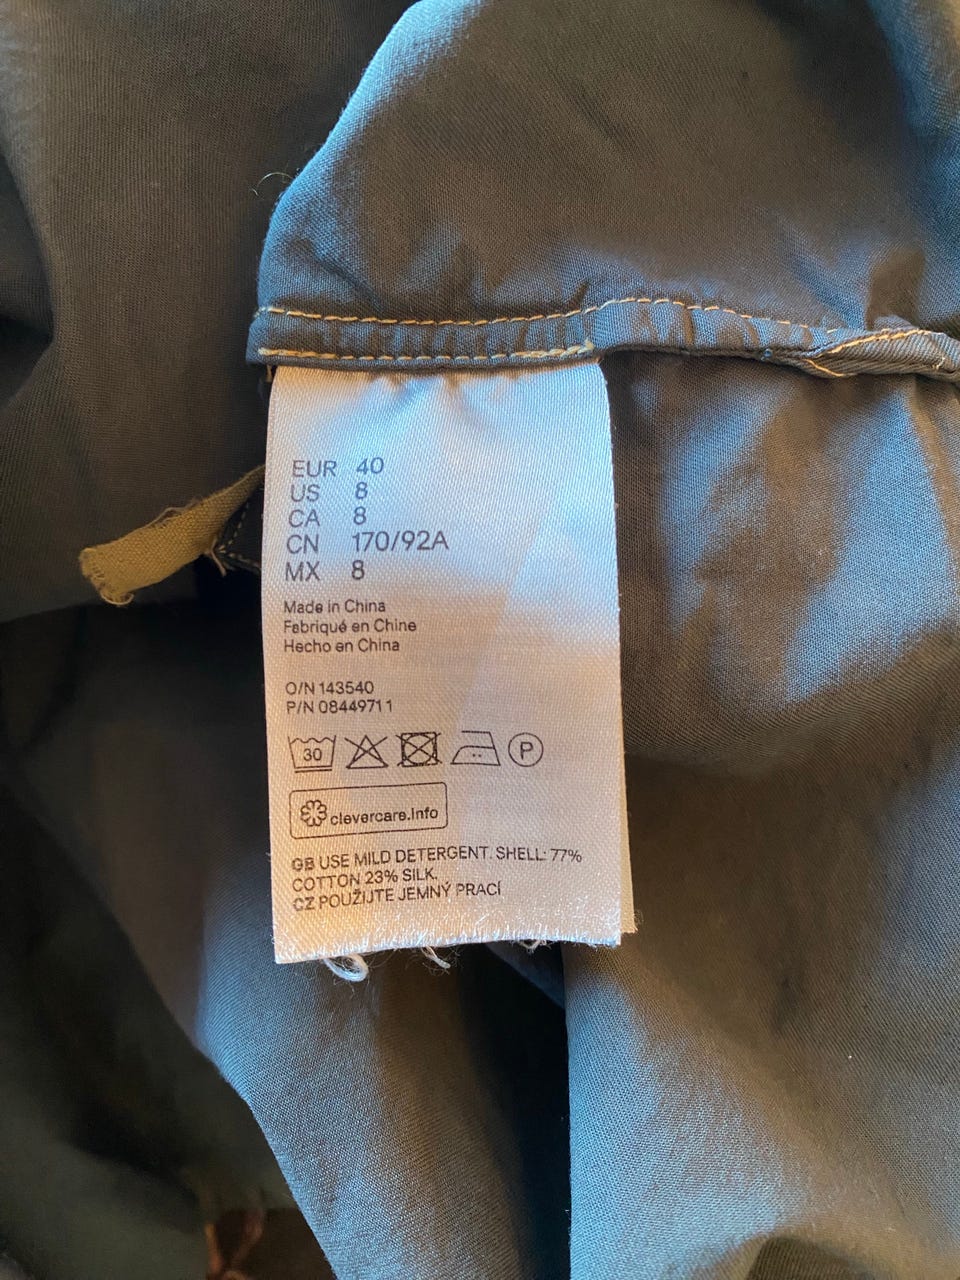 EUR 40
US 8
CA 8
CN 170/92A
MX 8
Made in China
Fabriqué en Chine
Hecho en China
O/N 143540
P/N 08449711
30 P
clevercare.info
GB USE MILD DETERGENT. SHELL: 77%
COTTON 23% SILK.
CZ POUŽIJTE JEMNÝ PRACÍ